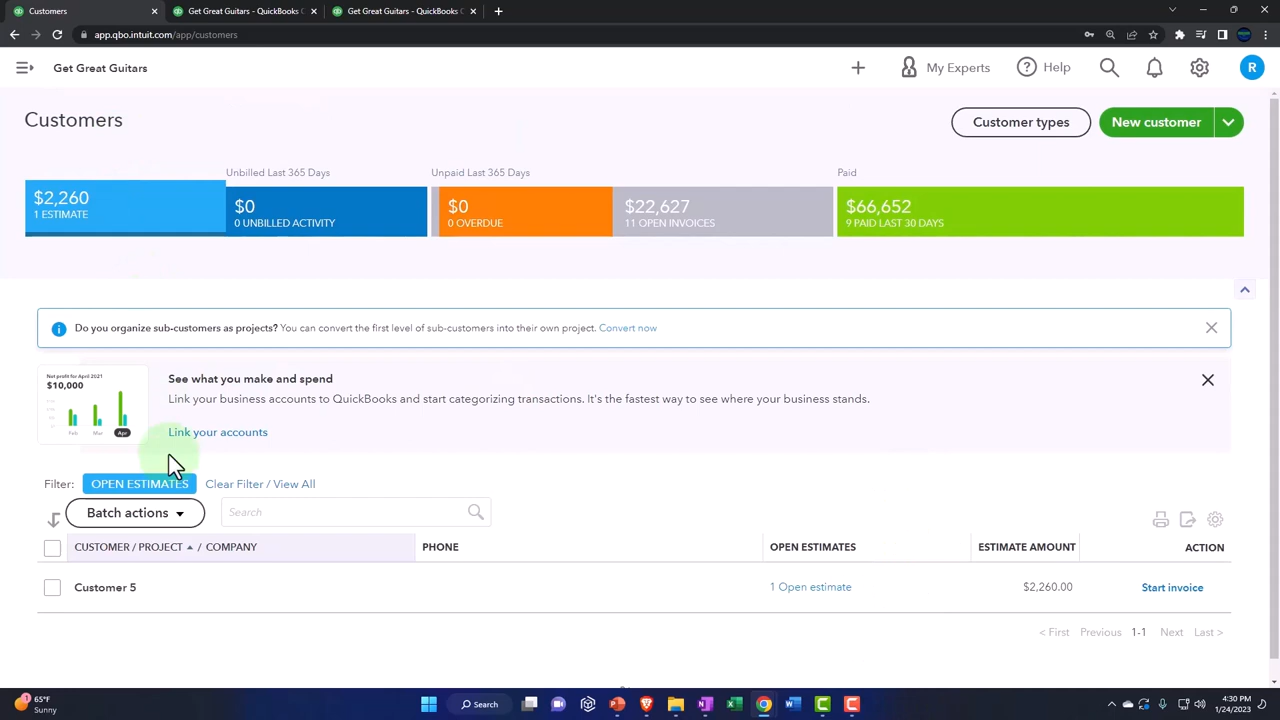 Customers
Get Great Guitars - QuickBooks C
Get Great Guitars - QuickBooks C
app.qbo.intuit.com/app/customers
Get Great Guitars
My Experts
Help
R
Customers
Customer types
New customer
Unbilled Last 365 Days
Unpaid Last 365 Days
Paid
$2,260
1 ESTIMATE
$0
0 UNBILLED ACTIVITY
$0
0 OVERDUE
$22,627
11 OPEN INVOICES
$66,652
9 PAID LAST 30 DAYS
Do you organize sub-customers as projects? You can convert the first level of sub-customers into their own project. Convert now
Net profit for April 2021
$10,000
Feb Mar Apr
See what you make and spend
Link your business accounts to QuickBooks and start categorizing transactions. It's the fastest way to see where your business stands.
Link your accounts
Filter: OPEN ESTIMATES Clear Filter / View All
Batch actions
Search
CUSTOMER / PROJECT / COMPANY PHONE OPEN ESTIMATES ESTIMATE AMOUNT ACTION
Customer 5 1 Open estimate $2,260.00 Start invoice
< First Previous 1-1 Next Last >
65°F
Sunny
Search
4:30 PM
1/24/2023